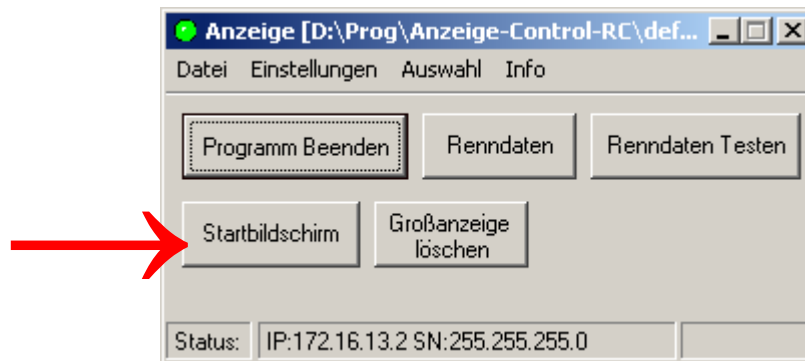 Anzeige [D:\Prog\Anzeige-Control-RC\def...
Datei Einstellungen Auswahl Info
Programm Beenden Renndaten Renndaten Testen
Startbildschirm Großanzeige
löschen
Status: IP:172.16.13.2 SN:255.255.255.0